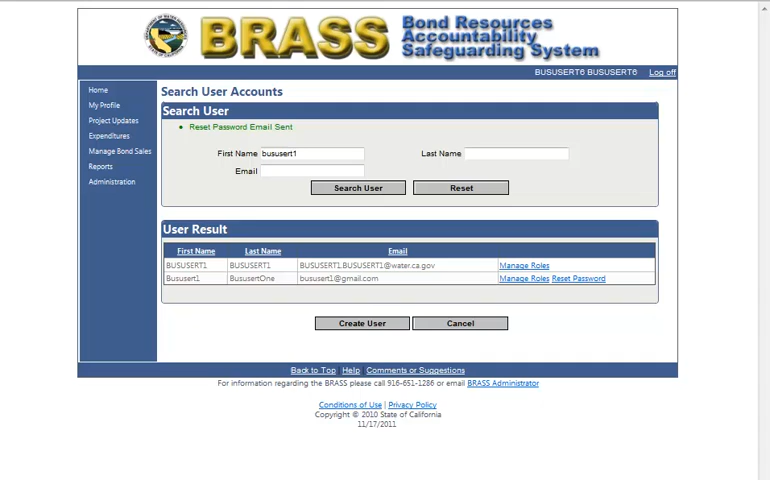 BRASS
Bond Resources
Accountability
Safeguarding System
BUSUSERT6 BUSUSERT6 Log off
Home
My Profile
Project Updates
Expenditures
Manage Bond Sales
Reports
Administration
Search User Accounts
Search User
Reset Password Email Sent
First Name bususert1 Last Name
Email
Search User Reset
User Result
First Name Last Name Email
BUSUSERT1 BUSUSERT1 BUSUSERT1.BUSUSERT1@water.ca.gov Manage Roles
Bususert1 BususertOne bususert1@gmail.com Manage Roles Reset Password
Create User Cancel
Back to Top | Help | Comments or Suggestions
For information regarding the BRASS please call 916-651-1286 or email BRASS Administrator
Conditions of Use | Privacy Policy
Copyright © 2010 State of California
11/17/2011